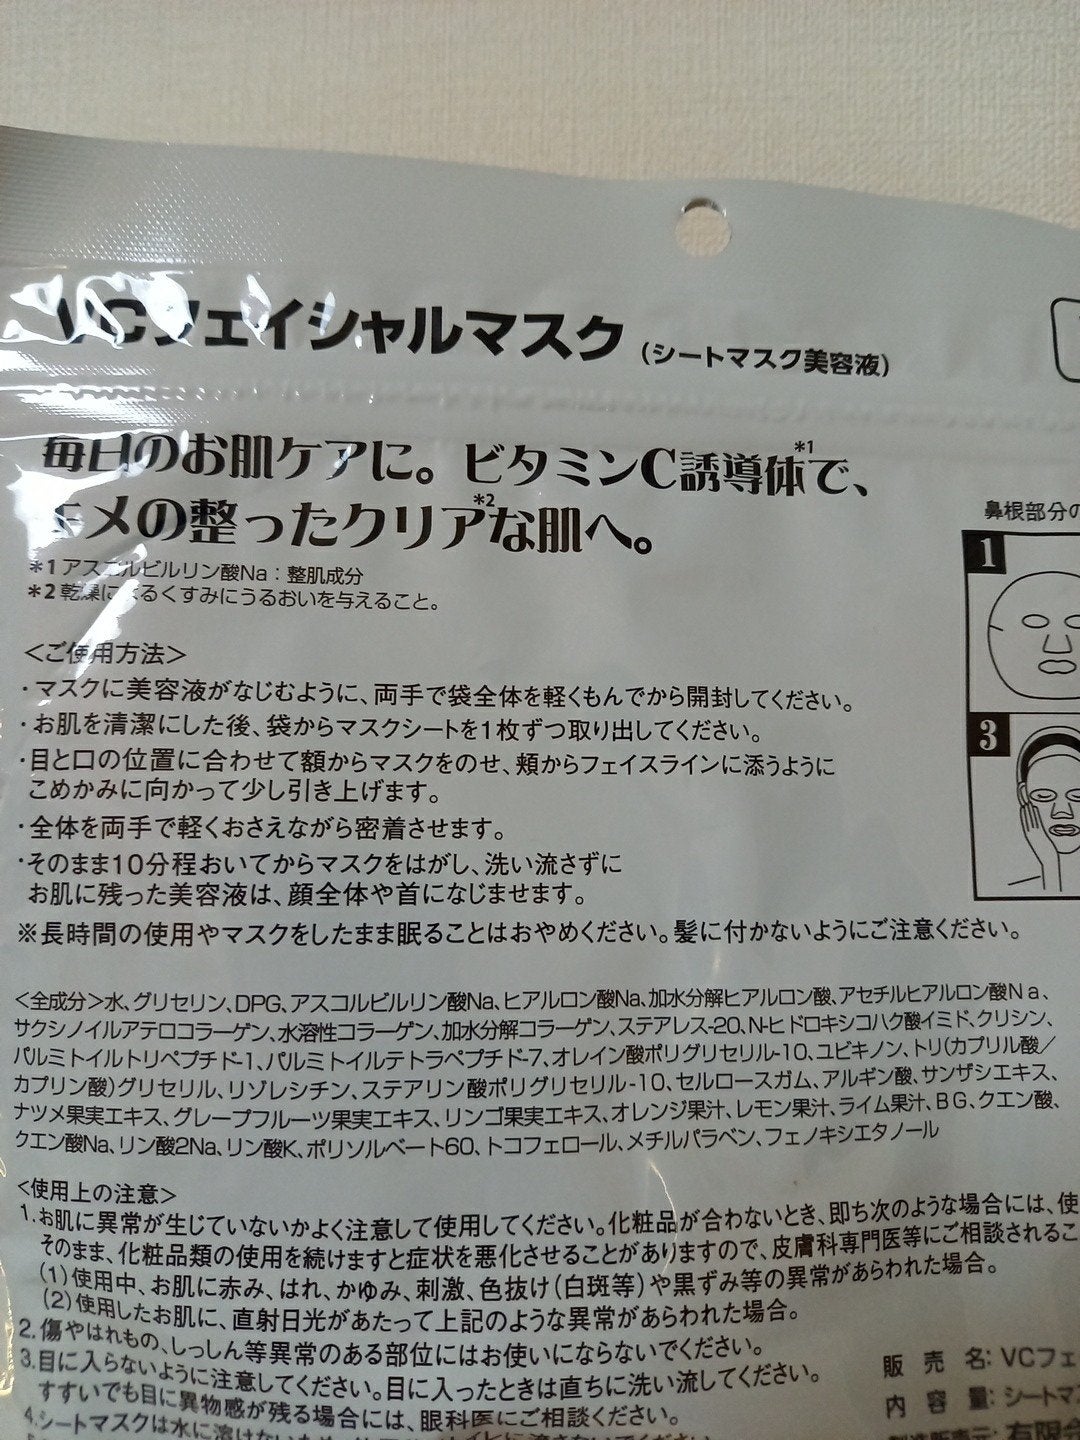 VCフェイシャルマスク (シートマスク美容液)
毎日のお肌ケアに。ビタミンC誘導体*1で、
キメの整ったクリア*2な肌へ。
*1 アスコルビルリン酸Na:整肌成分
*2 乾燥によるくすみにうるおいを与えること。
鼻根部分の
1
3
<ご使用方法>
・マスクに美容液がなじむように、両手で袋全体を軽くもんでから開封してください。
・お肌を清潔にした後、袋からマスクシートを1枚ずつ取り出してください。
・目と口の位置に合わせて額からマスクをのせ、頬からフェイスラインに添うように
こめかみに向かって少し引き上げます。
・全体を両手で軽くおさえながら密着させます。
・そのまま10分程おいてからマスクをはがし、洗い流さずに
お肌に残った美容液は、顔全体や首になじませます。
※長時間の使用やマスクをしたまま眠ることはおやめください。髪に付かないようにご注意ください。
<全成分>水、グリセリン、DPG、アスコルビルリン酸Na、ヒアルロン酸Na、加水分解ヒアルロン酸、アセチルヒアルロン酸Na、
サクシノイルアテロコラーゲン、水溶性コラーゲン、加水分解コラーゲン、ステアレス-20、N-ヒドロキシコハク酸イミド、クリシン、
パルミトイルトリペプチド-1、パルミトイルテトラペプチド-7、オレイン酸ポリグリセリル-10、ユビキノン、トリ(カプリル酸/
カプリン酸)グリセリル、リゾレシチン、ステアリン酸ポリグリセリル-10、セルロースガム、アルギン酸、サンザシエキス、
ナツメ果実エキス、グレープフルーツ果実エキス、リンゴ果実エキス、オレンジ果汁、レモン果汁、ライム果汁、BG、クエン酸、
クエン酸Na、リン酸2Na、リン酸K、ポリソルベート60、トコフェロール、メチルパラベン、フェノキシエタノール
<使用上の注意>
1.お肌に異常が生じていないかよく注意して使用してください。化粧品が合わないとき、即ち次のような場合には、使
そのまま、化粧品類の使用を続けますと症状を悪化させることがありますので、皮膚科専門医等にご相談されるこ
(1)使用中、お肌に赤み、はれ、かゆみ、刺激、色抜け(白斑等)や黒ずみ等の異常があらわれた場合。
(2)使用したお肌に、直射日光があたって上記のような異常があらわれた場合。
2.傷やはれもの、しっしん等異常のある部位にはお使いにならないでください。
3.目に入らないように注意してください。目に入ったときは直ちに洗い流してください。
すすいでも目に異物感が残る場合には、眼科医にご相談ください。
4.シートマスクは水に溶けない
販 売 名:VCフェ
内 容 量:シートマ
製造販売元:有限会